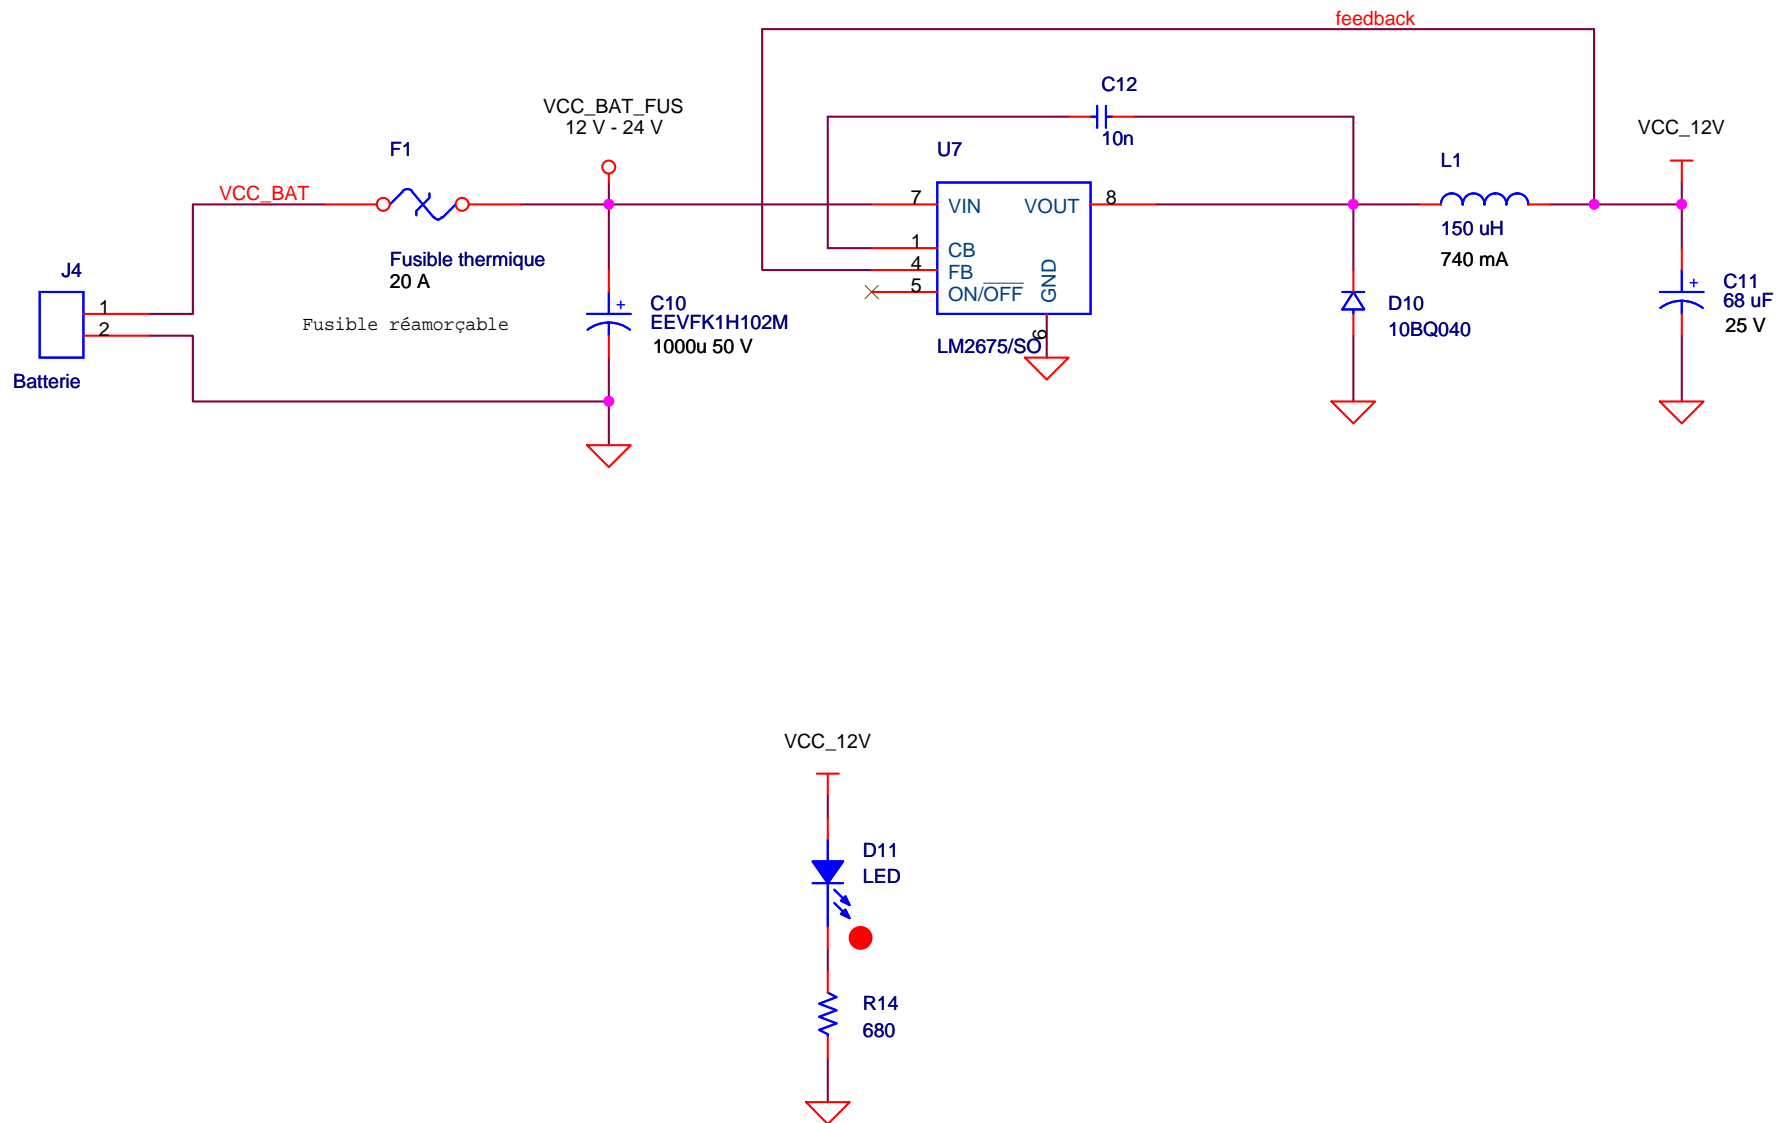 feedback
C12
10n
VCC_BAT_FUS
12 V - 24 V
VCC_12V
F1
U7
L1
VCC_BAT
7
VIN
VOUT
8
150 uH
740 mA
1
CB
4
FB
5
ON/OFF
GND
6
LM2675/SO
Fusible thermique
20 A
Fusible réamorçable
J4
1
2
Batterie
C10
EEVFK1H102M
1000u 50 V
+
D10
10BQ040
+
C11
68 uF
25 V
VCC_12V
D11
LED
R14
680